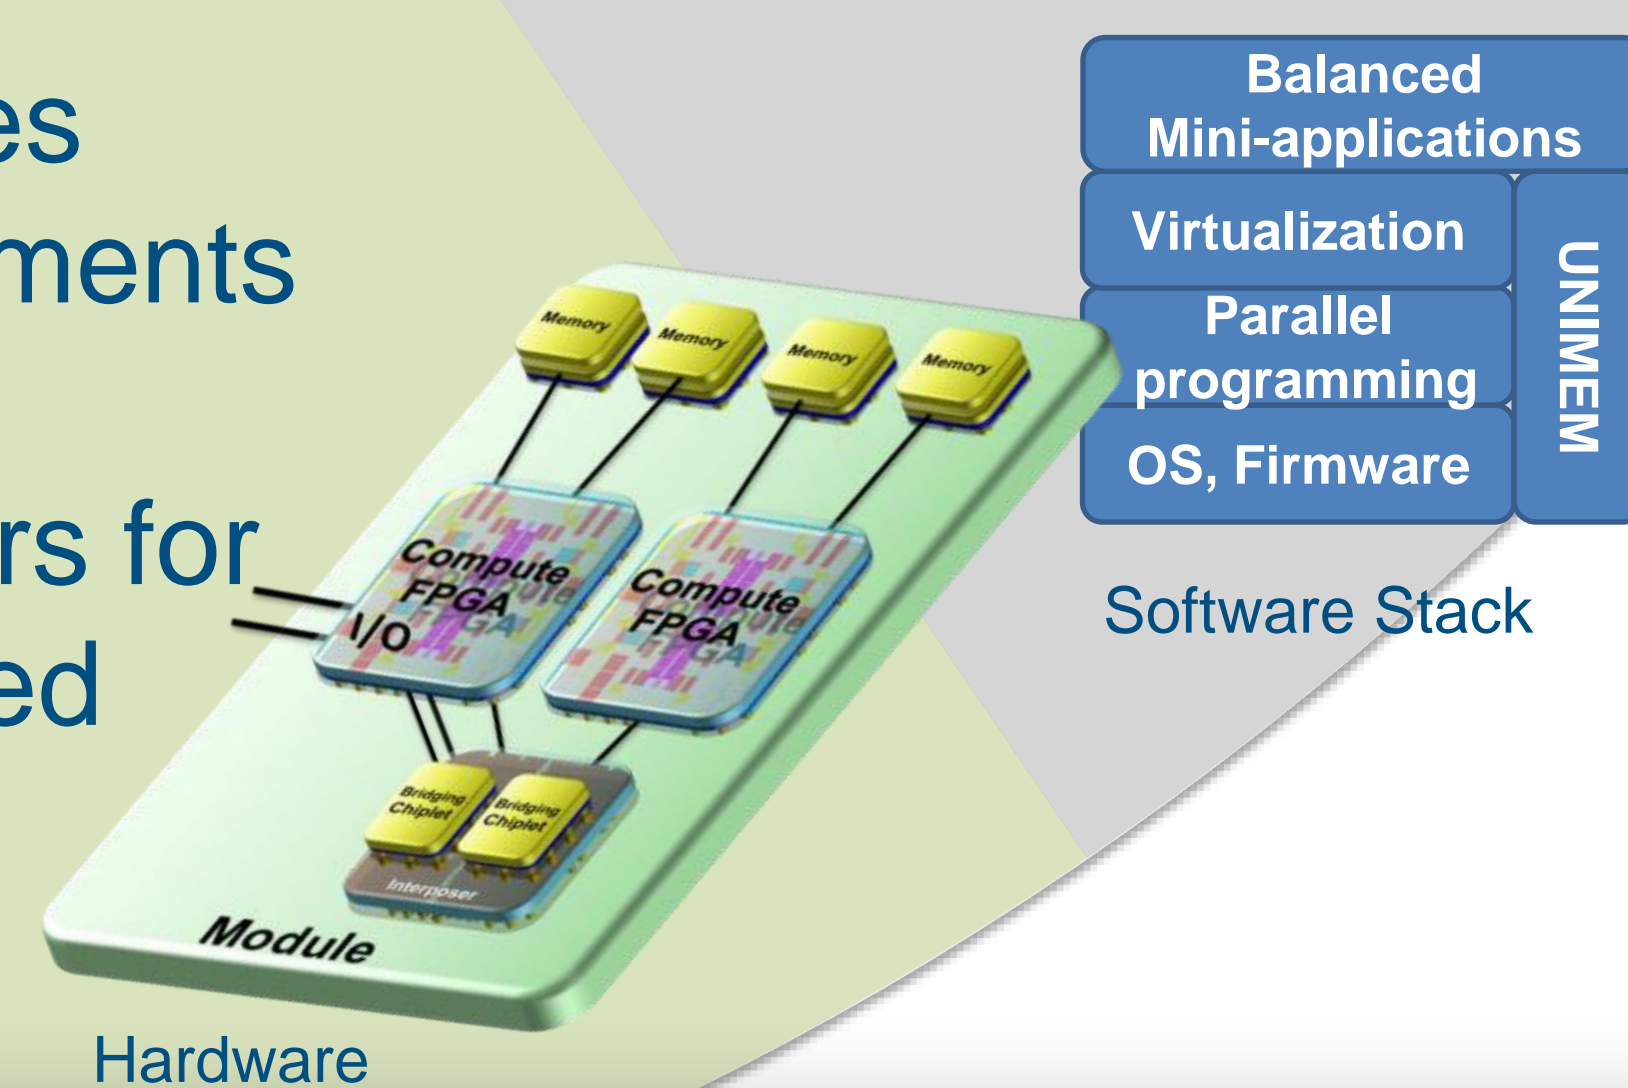 es
ments
rs for
ed
Balanced
Mini-applications
Virtualization
Parallel
programming
OS, Firmware
UNIMEM
Software Stack
Memory
Memory
Memory
Memory
Compute
FPGA
I/O
Compute
FPGA
Bridging
Chiplet
Bridging
Chiplet
Interposer
Module
Hardware